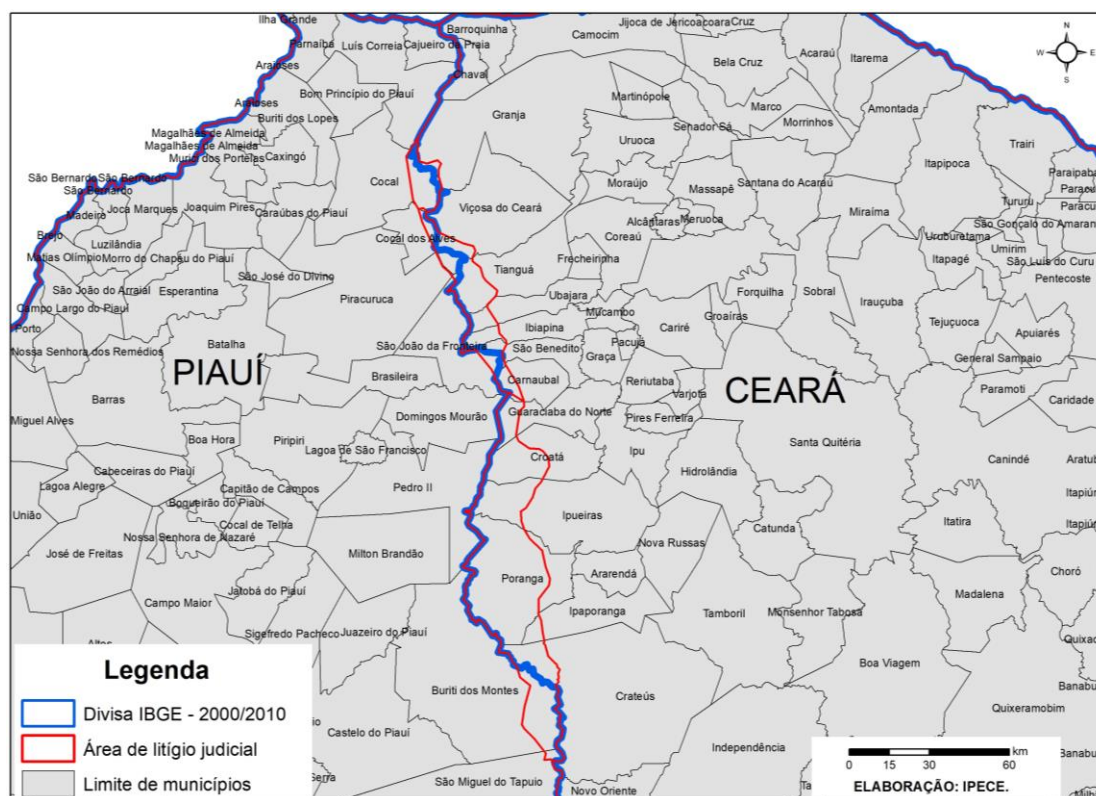 Ilha Grande
Parnaíba
Luís Correia
Barroquinha
Cajueiro da Praia
Camocim
Jijoca de Jericoacoara
Cruz
N
W
E
S
Acaraú
Itarema
Araioses
Chaval
Bela Cruz
Bom Princípio do Piauí
Martinópole
Marco
Araioses
Buriti dos Lopes
Granja
Senador Sá
Morrinhos
Amontada
Magalhães de Almeida
Magalhães de Almeida
Murici dos Portelas
Caxingó
Uruoca
Trairi
Itapipoca
São Bernardo
São Bernardo
São Bernardo
Cocal
Moraújo
Massapê
Santana do Acaraú
Paraipaba
Madeiro
Joca Marques
Joaquim Pires
Caraúbas do Piauí
Viçosa do Ceará
Alcântaras
Meruoca
Miraíma
Tururu
São Gonçalo do Amaran
Brejo
Luzilândia
Cocal dos Alves
Coreaú
Uruburetama
Umirim
Matias Olímpio
Morro do Chapéu do Piauí
Frecheirinha
Itapagé
São Luís do Curu
São José do Divino
Tianguá
Pentecoste
São João do Arraial
Esperantina
Piracuruca
Ubajara
Forquilha
Sobral
Irauçuba
Campo Largo do Piauí
Mucambo
Groaíras
Tejuçuoca
Porto
Ibiapina
Cariré
Apuiarés
Nossa Senhora dos Remédios
Batalha
São João da Fronteira
São Benedito
Pacujá
Graça
General Sampaio
PIAUÍ
Brasileira
Carnaubal
Reriutaba
Varjota
CEARÁ
Paramoti
Caridade
Barras
Miguel Alves
Domingos Mourão
Guaraciaba do Norte
Pires Ferreira
Boa Hora
Piripiri
Lagoa de São Francisco
Croatá
Ipu
Santa Quitéria
Canindé
Aratub
Cabeceiras do Piauí
Hidrolândia
Lagoa Alegre
Capitão de Campos
Pedro II
Itapiún
Boqueirão do Piauí
União
Cocal de Telha
Ipueiras
Catunda
Itatira
Itapiún
Nossa Senhora de Nazaré
Nova Russas
José de Freitas
Milton Brandão
Poranga
Ararendá
Choró
Jatobá do Piauí
Madalena
Campo Maior
Ipaporanga
Tamboril
Monsenhor Tabosa
Sigefredo Pacheco
Juazeiro do Piauí
Quixad
Boa Viagem
Buriti dos Montes
Crateús
Banabu
Quixeramobim
Castelo do Piauí
Independência
Banabu
São Miguel do Tapuio
Novo Oriente
Legenda
Divisa IBGE - 2000/2010
Área de litígio judicial
Limite de municípios
km
0 15 30 60
ELABORAÇÃO: IPECE.